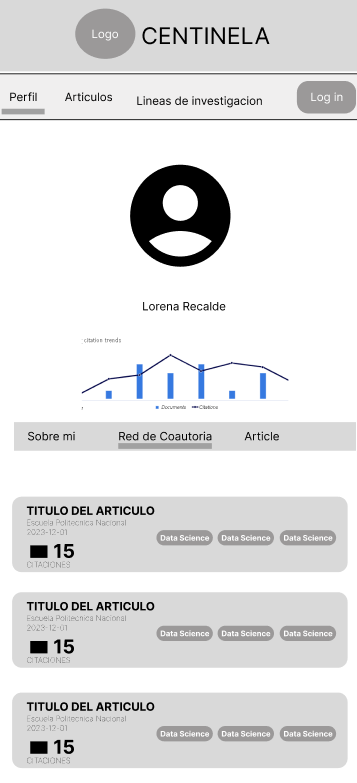 Logo CENTINELA
Perfil Articulos Lineas de investigacion Log in
Lorena Recalde
citation trends
Documents Citations
Sobre mi Red de Coautoria Article
TITULO DEL ARTICULO
Escuela Politecnica Nacional
2023-12-01
Data Science Data Science Data Science
15
CITACIONES
TITULO DEL ARTICULO
Escuela Politecnica Nacional
2023-12-01
Data Science Data Science Data Science
15
CITACIONES
TITULO DEL ARTICULO
Escuela Politecnica Nacional
2023-12-01
Data Science Data Science Data Science
15
CITACIONES